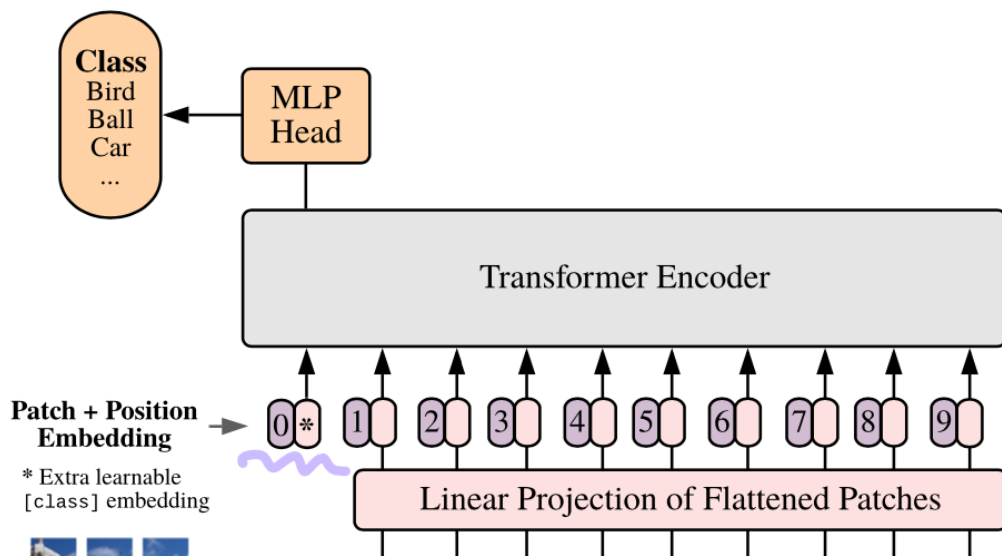 Class
Bird
Ball
Car
...
MLP
Head
Transformer Encoder
Patch + Position
Embedding
0 * 1 2 3 4 5 6 7 8 9
* Extra learnable
[class] embedding
Linear Projection of Flattened Patches